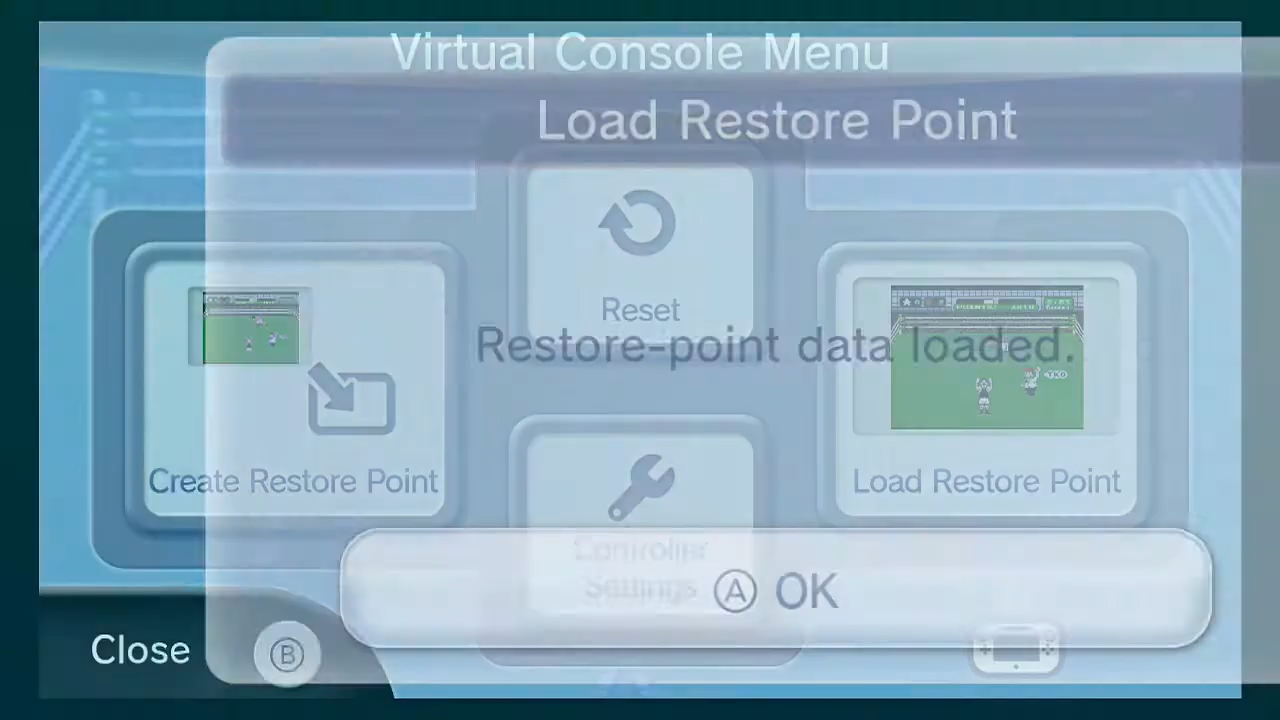 Virtual Console Menu
Load Restore Point
Reset
Restore-point data loaded.
-TKO
Create Restore Point
Load Restore Point
Controller
Settings
A OK
Close B